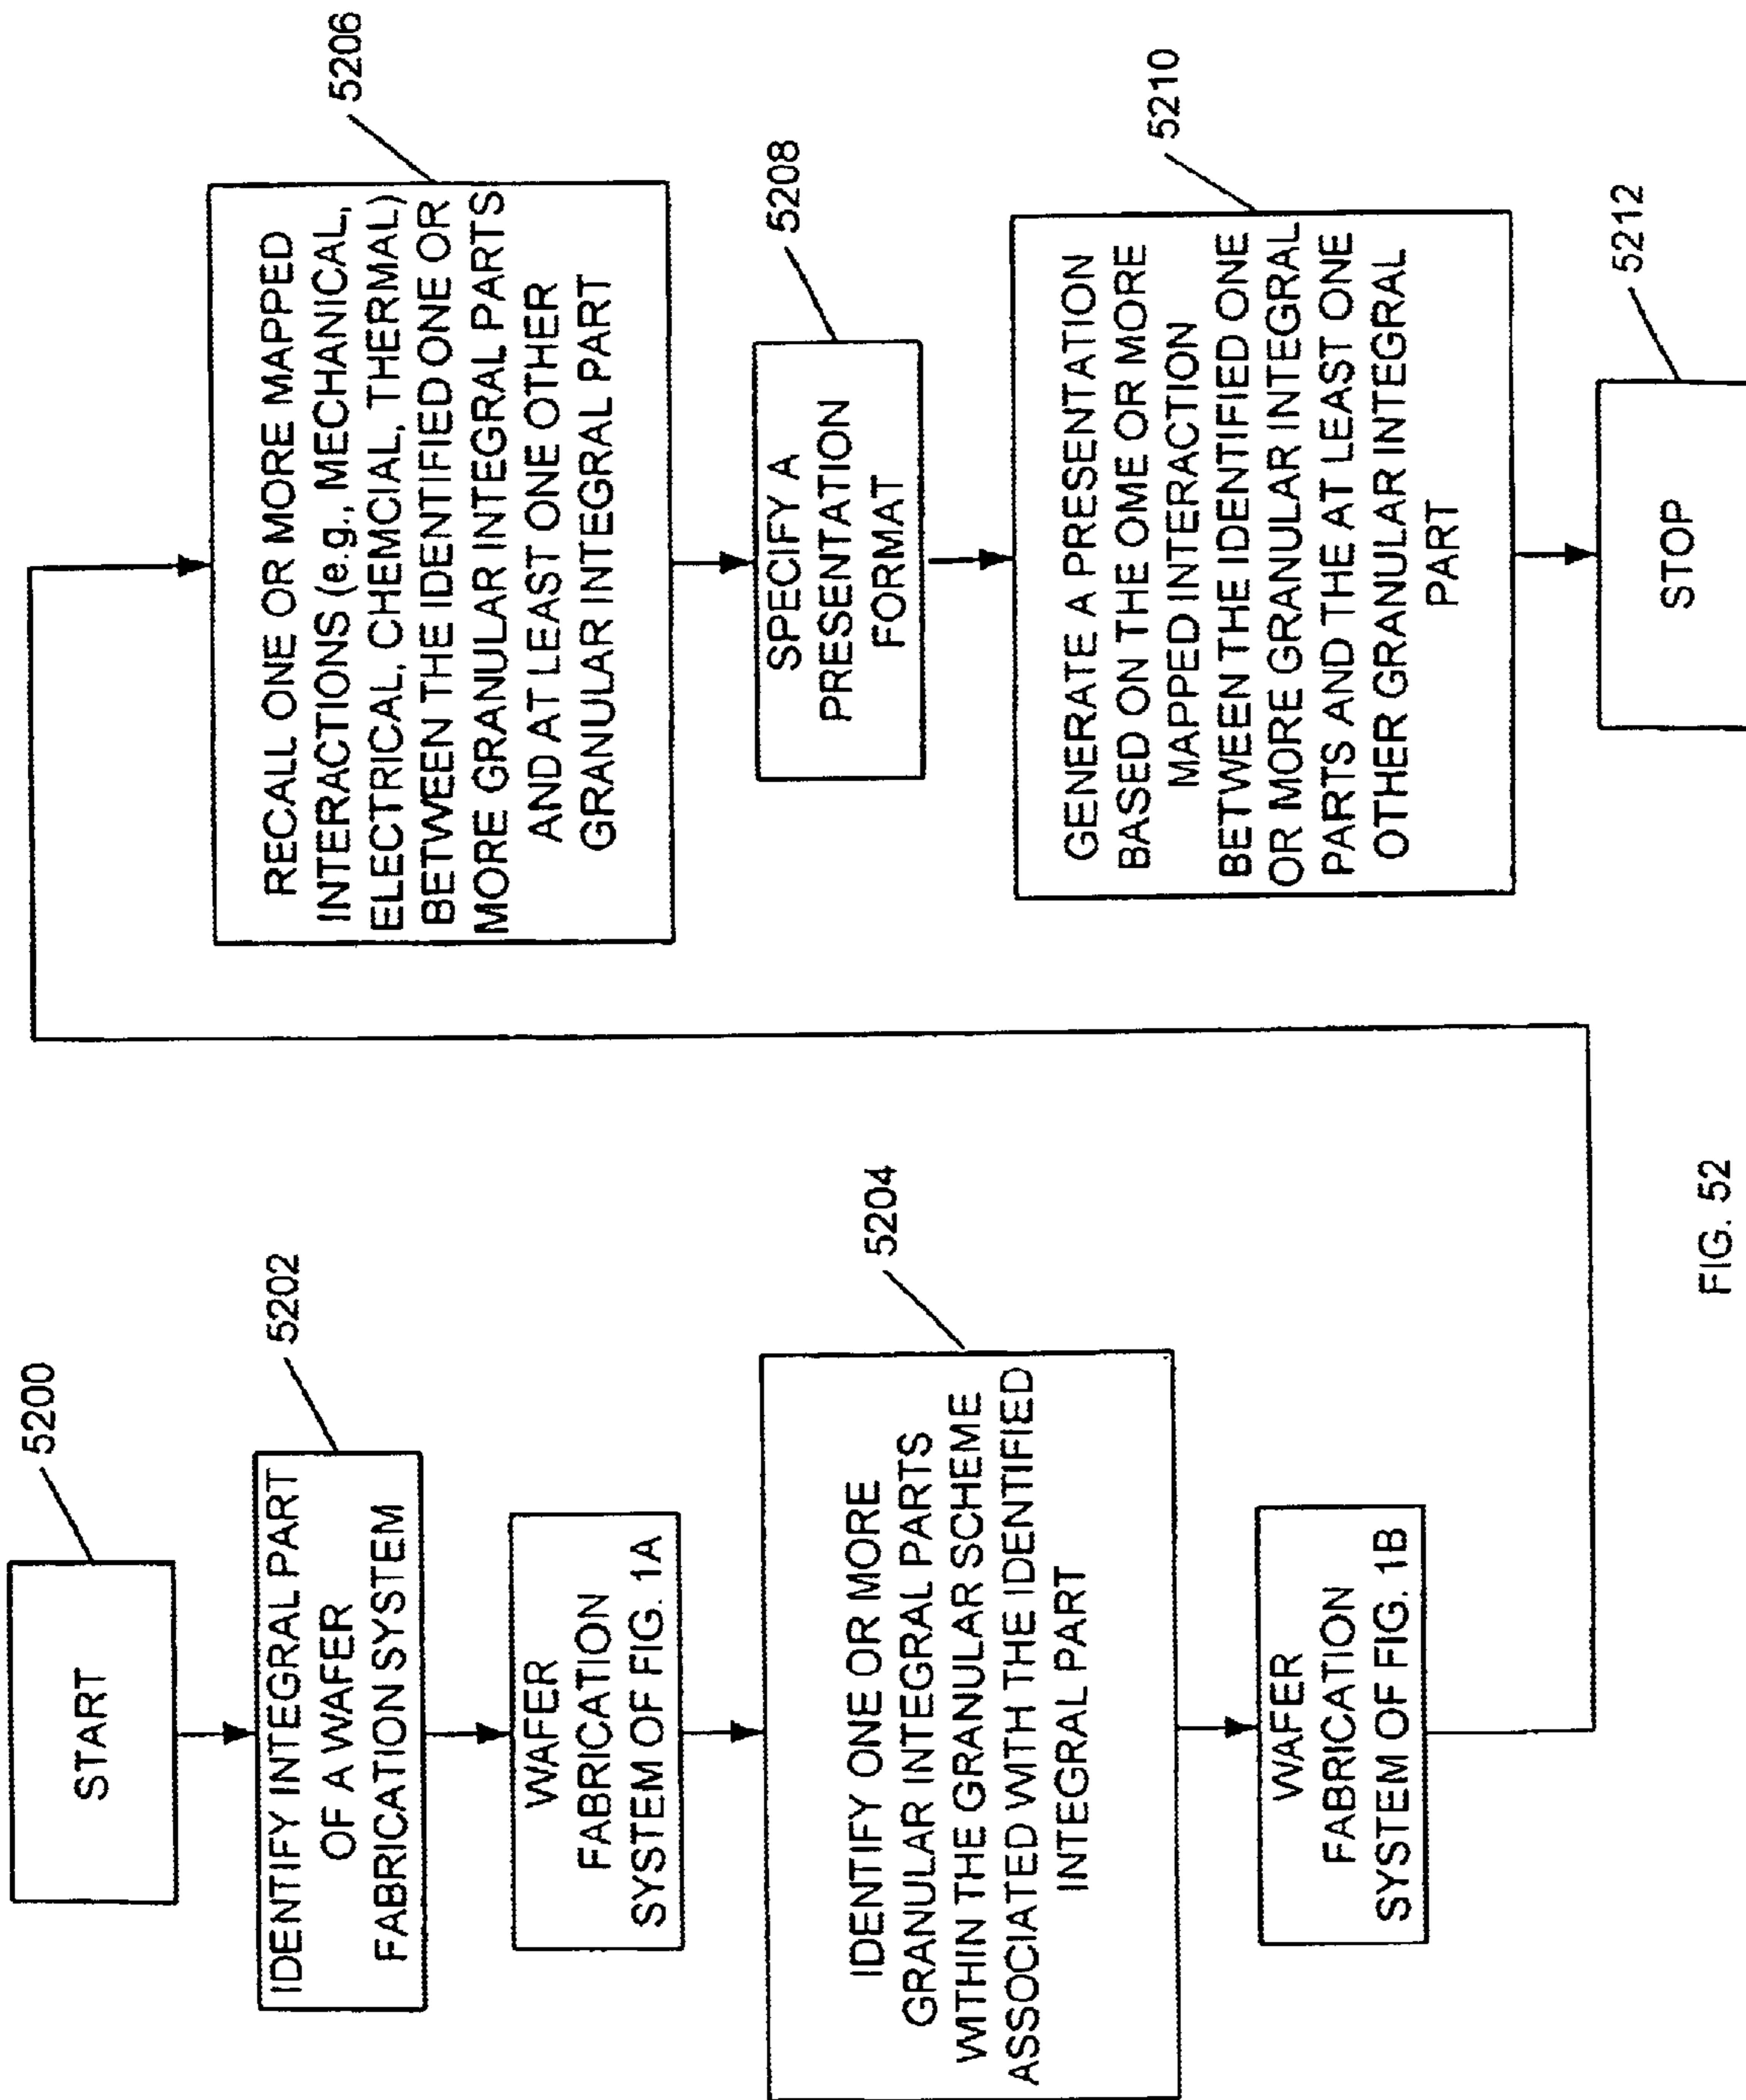 5200
START
5202
IDENTIFY INTEGRAL PART
OF A WAFER
FABRICATION SYSTEM
WAFER
FABRICATION
SYSTEM OF FIG. 1A
5204
IDENTIFY ONE OR MORE
GRANULAR INTEGRAL PARTS
WITHIN THE GRANULAR SCHEME
ASSOCIATED WITH THE IDENTIFIED
INTEGRAL PART
WAFER
FABRICATION
SYSTEM OF FIG. 1B
5206
RECALL ONE OR MORE MAPPED
INTERACTIONS (e.g., MECHANICAL,
ELECTRICAL, CHEMCIAL, THERMAL)
BETWEEN THE IDENTIFIED ONE OR
MORE GRANULAR INTEGRAL PARTS
AND AT LEAST ONE OTHER
GRANULAR INTEGRAL PART
5208
SPECIFY A
PRESENTATION
FORMAT
5210
GENERATE A PRESENTATION
BASED ON THE OME OR MORE
MAPPED INTERACTION
BETWEEN THE IDENTIFIED ONE
OR MORE GRANULAR INTEGRAL
PARTS AND THE AT LEAST ONE
OTHER GRANULAR INTEGRAL
PART
5212
STOP
FIG. 52